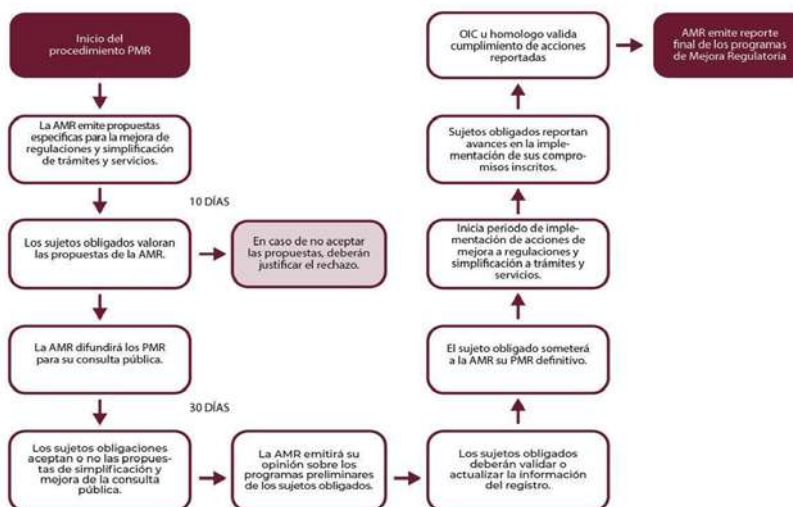 Inicio del
procedimiento PMR
La AMR emite propuestas
específicas para la mejora de
regulaciones y simplificación
de trámites y servicios.
10 DÍAS
Los sujetos obligados valoran
las propuestas de la AMR.
En caso de no aceptar
las propuestas, deberán
justificar el rechazo.
La AMR difundirá los PMR
para su consulta pública.
30 DÍAS
Los sujetos obligaciones
aceptan o no las propues-
tas de simplificación y
mejora de la consulta
pública.
La AMR emitirá su
opinión sobre los
programas preliminares
de los sujetos obligados.
Los sujetos obligados
deberán validar o
actualizar la información
del registro.
El sujeto obligado someterá
a la AMR su PMR definitivo.
Inicia periodo de imple-
mentación de acciones de
mejora a regulaciones y
simplificación a trámites y
servicios.
Sujetos obligados reportan
avances en la imple-
mentación de sus compro-
misos inscritos.
OIC u homologo valida
cumplimiento de acciones
reportadas
AMR emite reporte
final de los programas
de Mejora Regulatoria